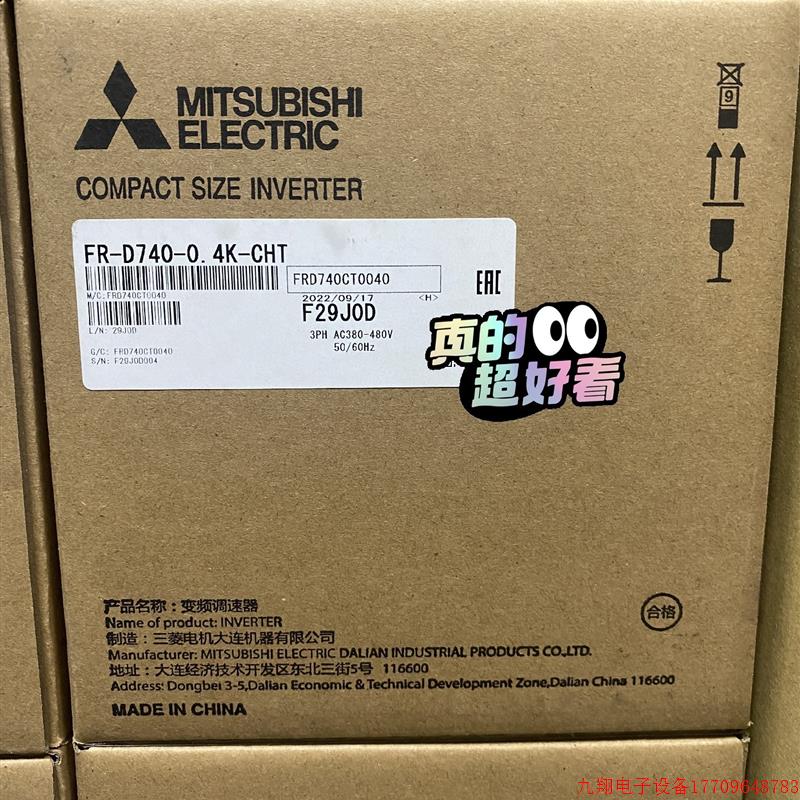 MITSUBISHI
ELECTRIC
COMPACT SIZE INVERTER
9
FR-D740-0.4K-CHT
FRD740CT0040
M/C: FRD740CT0040
2022/09/17 <H>
EAC
F29J0D
L/N: 29J0D
3PH AC380-480V
50/60Hz
G/C: FRD740CT0040
S/N: F29J0D004
真的
超好看
产品名称：变频调速器
Name of product: INVERTER
制造：三菱电机大连机器有限公司
Manufacturer: MITSUBISHI ELECTRIC DALIAN INDUSTRIAL PRODUCTS CO.,LTD.
地址：大连经济技术开发区东北三街5号 116600
Address: Dongbei 3-5,Dalian Economic & Technical Development Zone,Dalian China 116600
合格
MADE IN CHINA
九翔电子设备17709648783